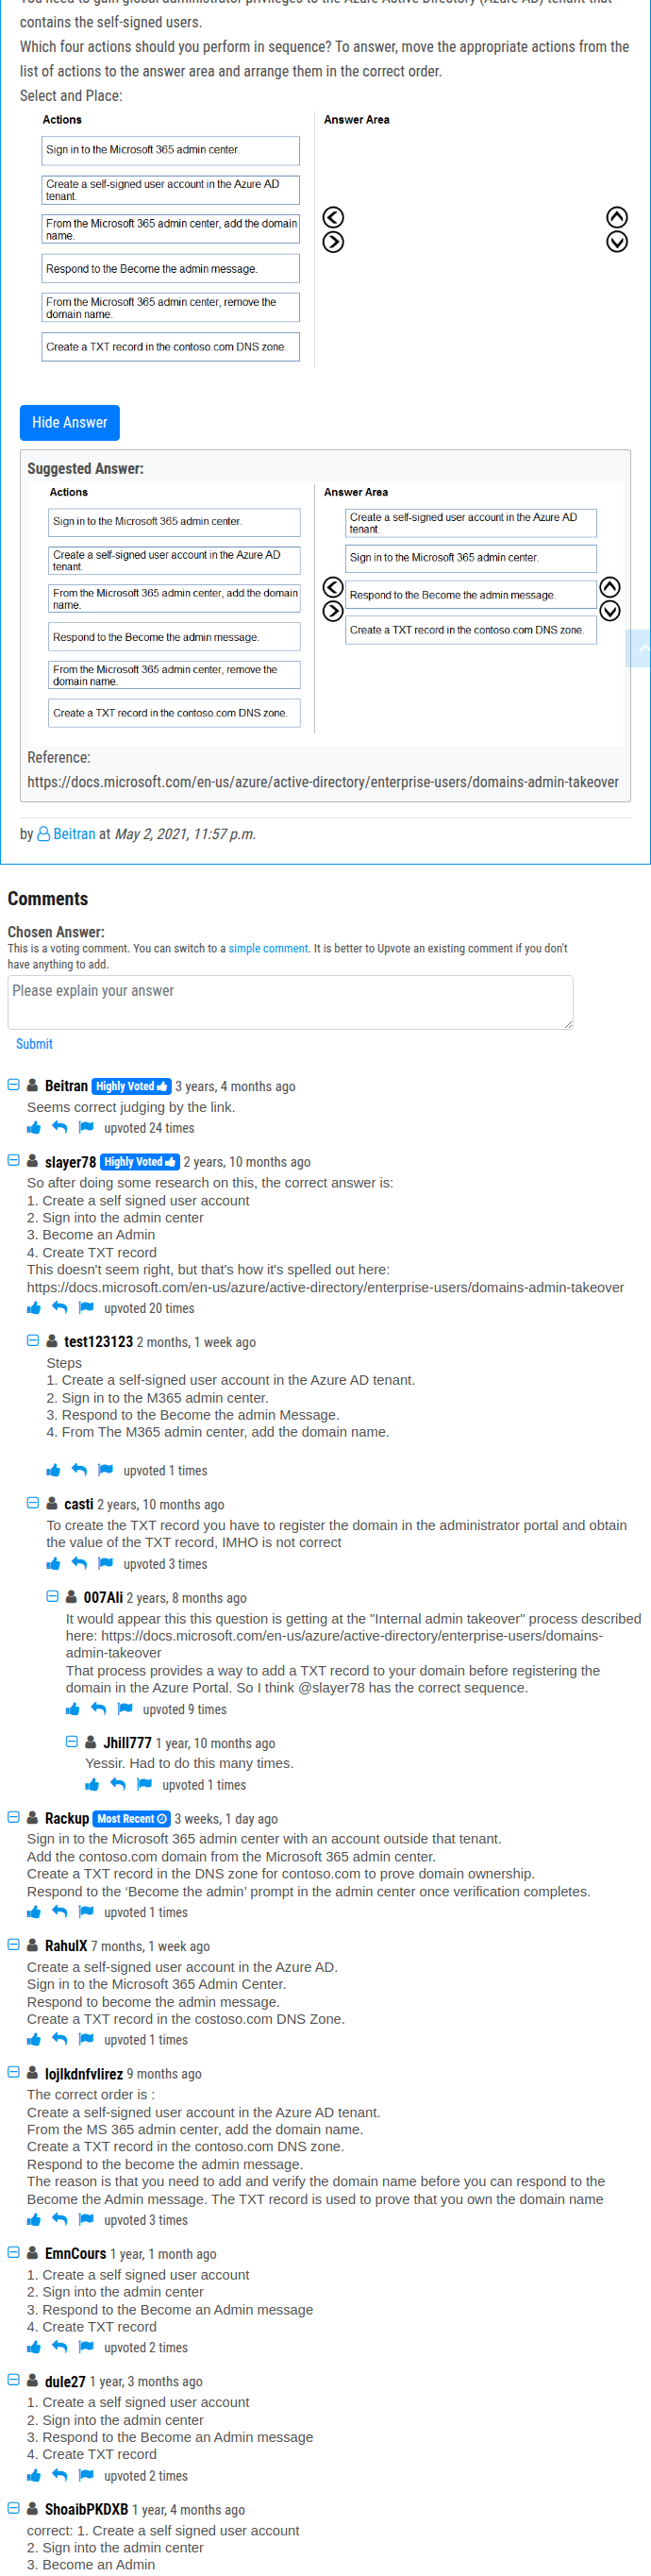 You need to gain global administrator privileges to the Azure Active Directory (Azure AD) tenant that
contains the self-signed users.
Which four actions should you perform in sequence? To answer, move the appropriate actions from the
list of actions to the answer area and arrange them in the correct order.
Select and Place:
Actions
Answer Area
Sign in to the Microsoft 365 admin center.
Create a self-signed user account in the Azure AD
tenant.
From the Microsoft 365 admin center, add the domain
name.
Respond to the Become the admin message.
From the Microsoft 365 admin center, remove the
domain name.
Create a TXT record in the contoso.com DNS zone.
Hide Answer
Suggested Answer:
Actions
Answer Area
Sign in to the Microsoft 365 admin center.
Create a self-signed user account in the Azure AD
tenant.
From the Microsoft 365 admin center, add the domain
name.
Respond to the Become the admin message.
From the Microsoft 365 admin center, remove the
domain name.
Create a TXT record in the contoso.com DNS zone.
Create a self-signed user account in the Azure AD
tenant.
Sign in to the Microsoft 365 admin center.
Respond to the Become the admin message.
Create a TXT record in the contoso.com DNS zone.
Reference:
https://docs.microsoft.com/en-us/azure/active-directory/enterprise-users/domains-admin-takeover
by Beitran at May 2, 2021, 11:57 p.m.
Comments
Chosen Answer:
This is a voting comment. You can switch to a simple comment. It is better to Upvote an existing comment if you don't
have anything to add.
Please explain your answer
Submit
Beitran Highly Voted 3 years, 4 months ago
Seems correct judging by the link.
upvoted 24 times
slayer78 Highly Voted 2 years, 10 months ago
So after doing some research on this, the correct answer is:
1. Create a self signed user account
2. Sign into the admin center
3. Become an Admin
4. Create TXT record
This doesn't seem right, but that's how it's spelled out here:
https://docs.microsoft.com/en-us/azure/active-directory/enterprise-users/domains-admin-takeover
upvoted 20 times
test123123 2 months, 1 week ago
Steps
1. Create a self-signed user account in the Azure AD tenant.
2. Sign in to the M365 admin center.
3. Respond to the Become the admin Message.
4. From The M365 admin center, add the domain name.
upvoted 1 times
casti 2 years, 10 months ago
To create the TXT record you have to register the domain in the administrator portal and obtain
the value of the TXT record, IMHO is not correct
upvoted 3 times
007Ali 2 years, 8 months ago
It would appear this this question is getting at the "Internal admin takeover" process described
here: https://docs.microsoft.com/en-us/azure/active-directory/enterprise-users/domains-
admin-takeover
That process provides a way to add a TXT record to your domain before registering the
domain in the Azure Portal. So I think @slayer78 has the correct sequence.
upvoted 9 times
Jhill777 1 year, 10 months ago
Yessir. Had to do this many times.
upvoted 1 times
Rackup Most Recent 3 weeks, 1 day ago
Sign in to the Microsoft 365 admin center with an account outside that tenant.
Add the contoso.com domain from the Microsoft 365 admin center.
Create a TXT record in the DNS zone for contoso.com to prove domain ownership.
Respond to the ‘Become the admin’ prompt in the admin center once verification completes.
upvoted 1 times
RahulX 7 months, 1 week ago
Create a self-signed user account in the Azure AD.
Sign in to the Microsoft 365 Admin Center.
Respond to become the admin message.
Create a TXT record in the costoso.com DNS Zone.
upvoted 1 times
lojlkdnfvlirez 9 months ago
The correct order is :
Create a self-signed user account in the Azure AD tenant.
From the MS 365 admin center, add the domain name.
Create a TXT record in the contoso.com DNS zone.
Respond to the become the admin message.
The reason is that you need to add and verify the domain name before you can respond to the
Become the Admin message. The TXT record is used to prove that you own the domain name
upvoted 3 times
EmnCours 1 year, 1 month ago
1. Create a self signed user account
2. Sign into the admin center
3. Respond to the Become an Admin message
4. Create TXT record
upvoted 2 times
dule27 1 year, 3 months ago
1. Create a self signed user account
2. Sign into the admin center
3. Respond to the Become an Admin message
4. Create TXT record
upvoted 2 times
ShoaibPKDXB 1 year, 4 months ago
correct: 1. Create a self signed user account
2. Sign into the admin center
3. Become an Admin